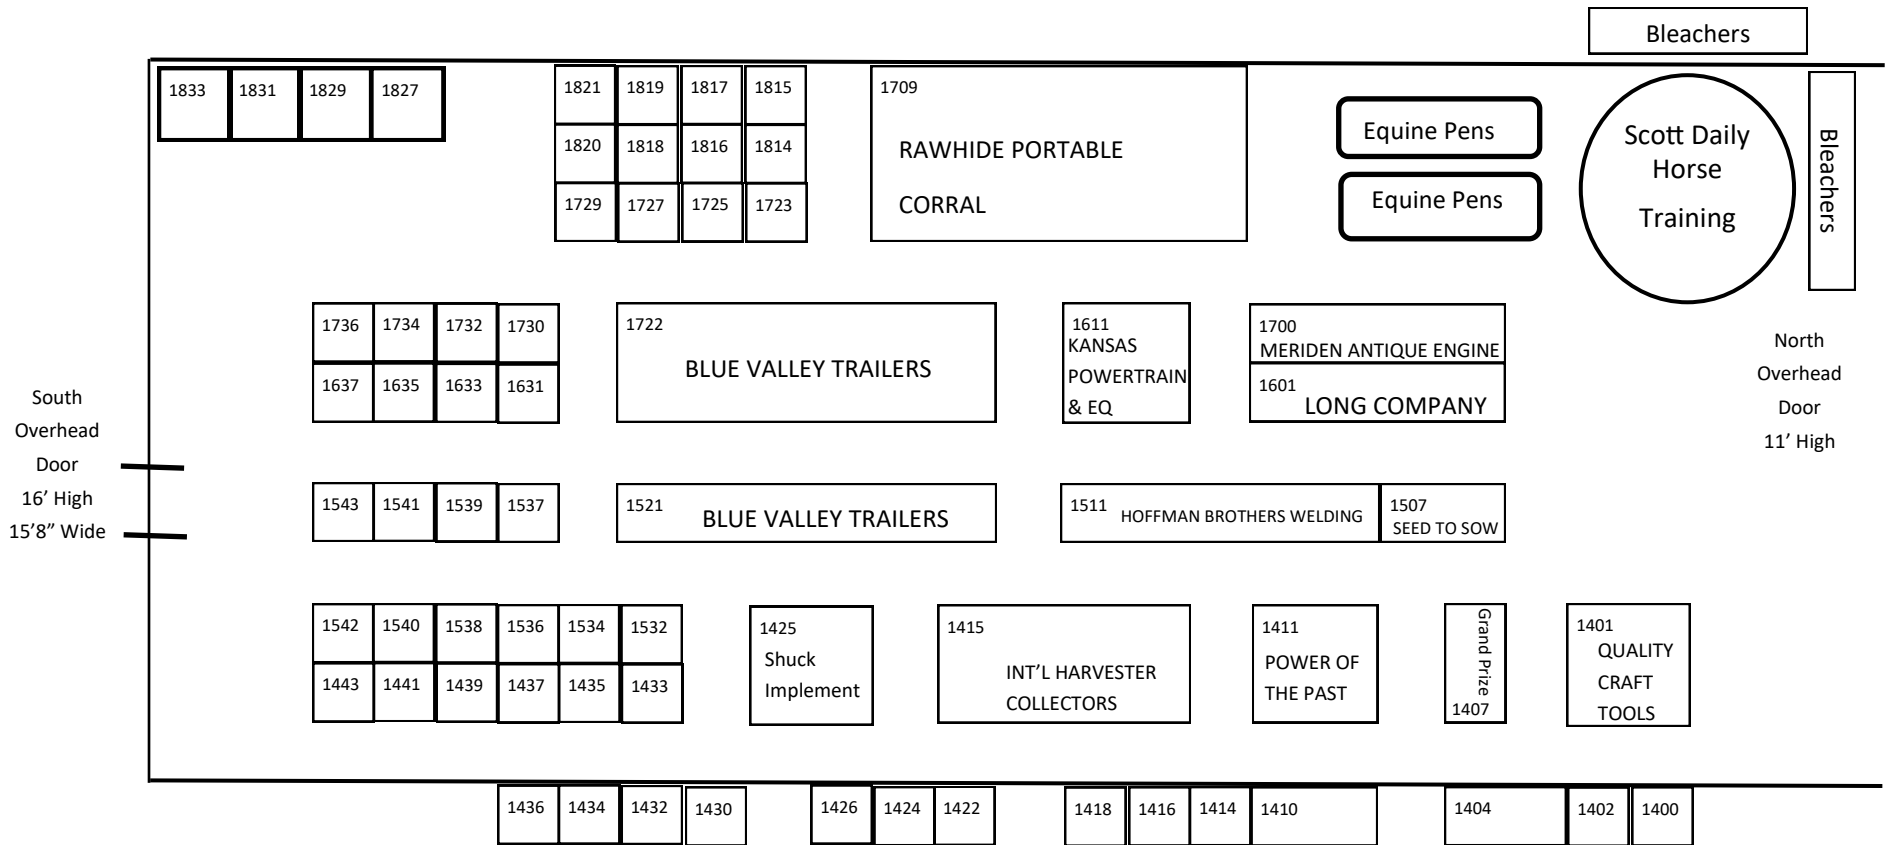 Bleachers
1833 1831 1829 1827
1821 1819 1817 1815
1820 1818 1816 1814
1729 1727 1725 1723
1709
RAWHIDE PORTABLE
CORRAL
Equine Pens
Equine Pens
Scott Daily
Horse
Training
Bleachers
1736 1734 1732 1730
1637 1635 1633 1631
1722
BLUE VALLEY TRAILERS
1611
KANSAS
POWERTRAIN
& EQ
1700
MERIDEN ANTIQUE ENGINE
1601
LONG COMPANY
North
Overhead
Door
11’ High
South
Overhead
Door
16’ High
15’8” Wide
1543 1541 1539 1537
1521
BLUE VALLEY TRAILERS
1511
HOFFMAN BROTHERS WELDING
1507
SEED TO SOW
1542 1540 1538 1536 1534 1532
1443 1441 1439 1437 1435 1433
1425
Shuck
Implement
1415
INT’L HARVESTER
COLLECTORS
1411
POWER OF
THE PAST
Grand Prize
1407
1401
QUALITY
CRAFT
TOOLS
1436 1434 1432 1430
1426 1424 1422
1418 1416 1414 1410
1404 1402 1400